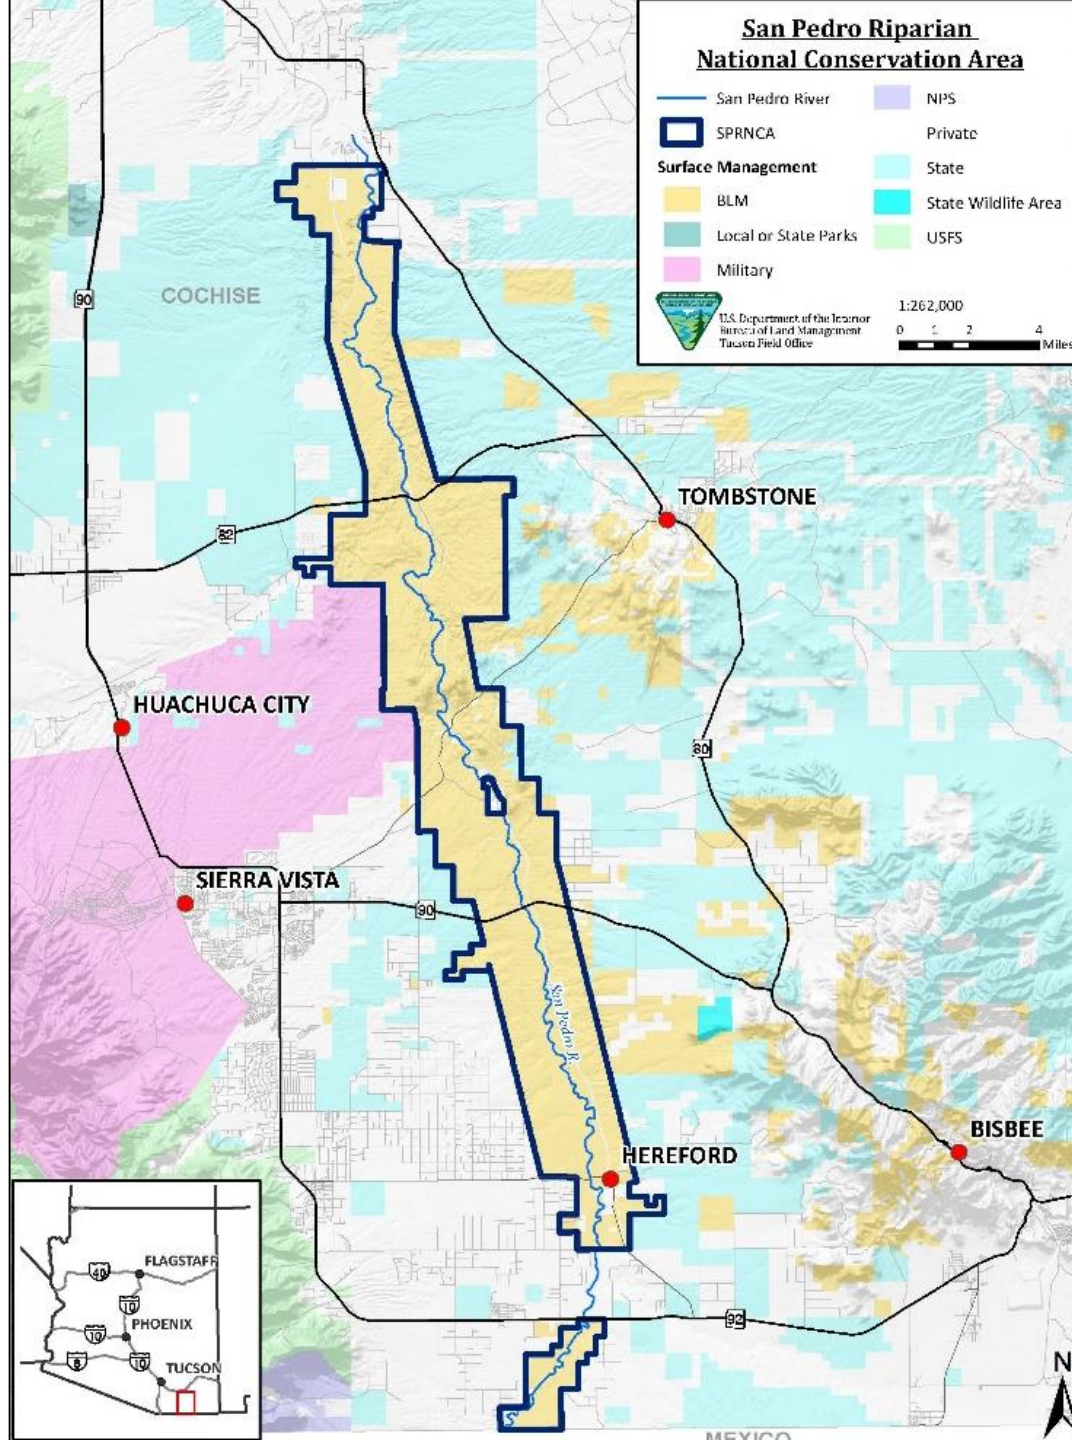 San Pedro Riparian
National Conservation Area
San Pedro River
SPRNCA
Surface Management
BLM
Local or State Parks
Military
NPS
Private
State
State Wildlife Area
USFS
U.S. Department of the Interior
Bureau of Land Management
Tucson Field Office
1:262,000
0 1 2 4
Miles
90
COCHISE
82
TOMBSTONE
HUACHUCA CITY
80
SIERRA VISTA
90
San Pedro R.
HEREFORD
BISBEE
92
N
MEXICO
FLAGSTAFF
40
10
PHOENIX
10
8
10
TUCSON